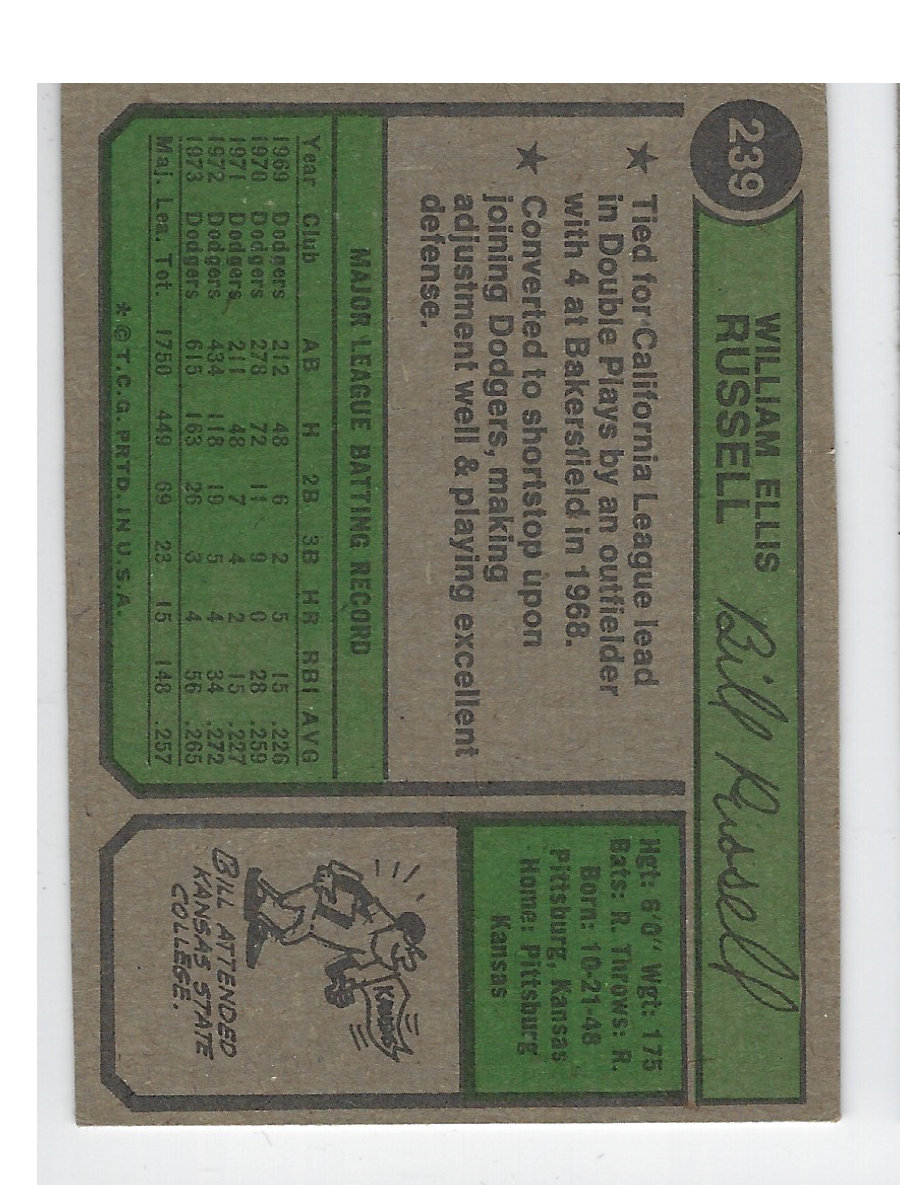 239
WILLIAM ELLIS
RUSSELL
Bill Russell
★ Tied for California League lead
in Double Plays by an outfielder
with 4 at Bakersfield in 1968.
★ Converted to shortstop upon
joining Dodgers, making
adjustment well & playing excellent
defense.
MAJOR LEAGUE BATTING RECORD
Year Club AB H 2B 3B HR RBI AVG
1969 Dodgers 212 48 6 2 5 15 .226
1970 Dodgers 278 72 11 9 0 28 .259
1971 Dodgers 211 48 7 4 2 15 .227
1972 Dodgers 434 118 19 5 4 34 .272
1973 Dodgers 615 163 26 3 4 56 .265
Maj. Lea. Tot. 1750 449 69 23 15 148 .257
* © T.C.G. PRTD. IN U.S.A.
Hgt: 6'0" Wgt: 175
Bats: R. Throws: R.
Born: 10-21-48
Pittsburg, Kansas
Home: Pittsburg
Kansas
KANSAS
BILL ATTENDED
KANSAS STATE
COLLEGE.